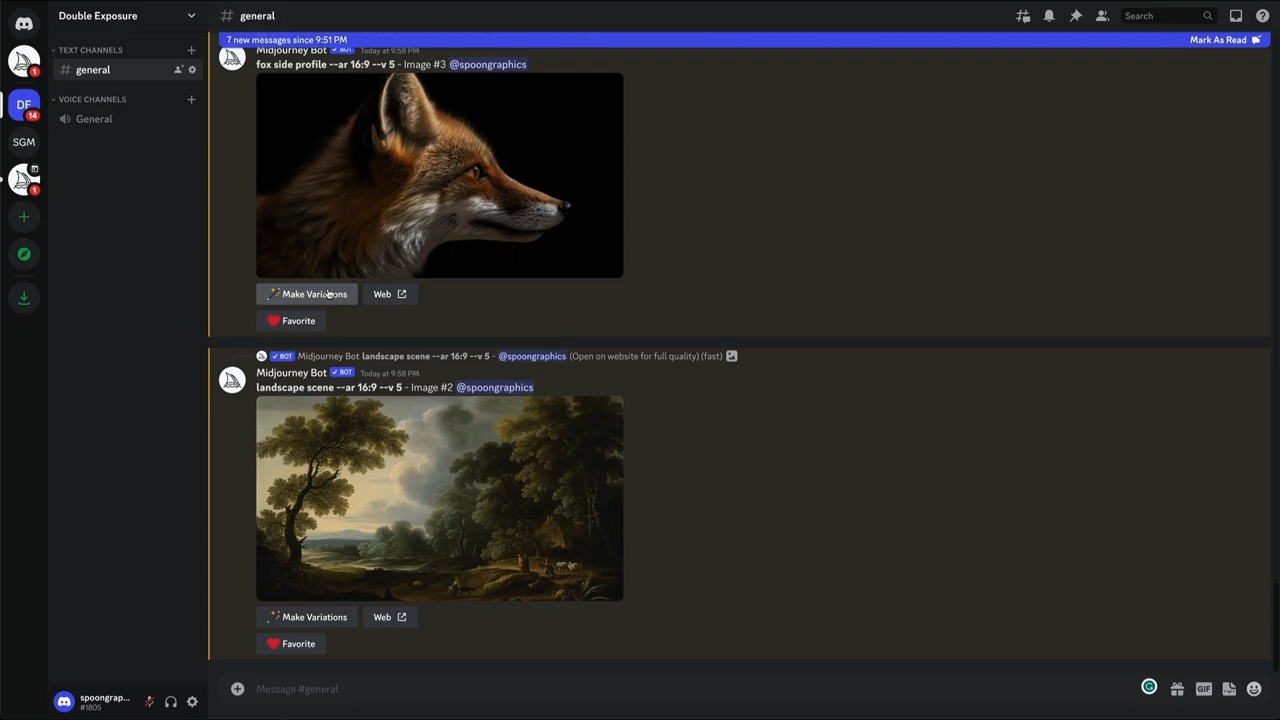 Double Exposure
general
Search
7 new messages since 9:51 PM
Mark As Read
TEXT CHANNELS
general
VOICE CHANNELS
General
1
DE
14
SGM
1
Midjourney Bot ✓ BOT Today at 9:58 PM
fox side profile --ar 16:9 --v 5 - Image #3 @spoongraphics
Make Variations
Web
Favorite
✓ BOT Midjourney Bot landscape scene --ar 16:9 --v 5 - @spoongraphics (Open on website for full quality) (fast)
Midjourney Bot ✓ BOT Today at 9:58 PM
landscape scene --ar 16:9 --v 5 - Image #2 @spoongraphics
Make Variations
Web
Favorite
spoongrap...
#1805
Message #general
GIF